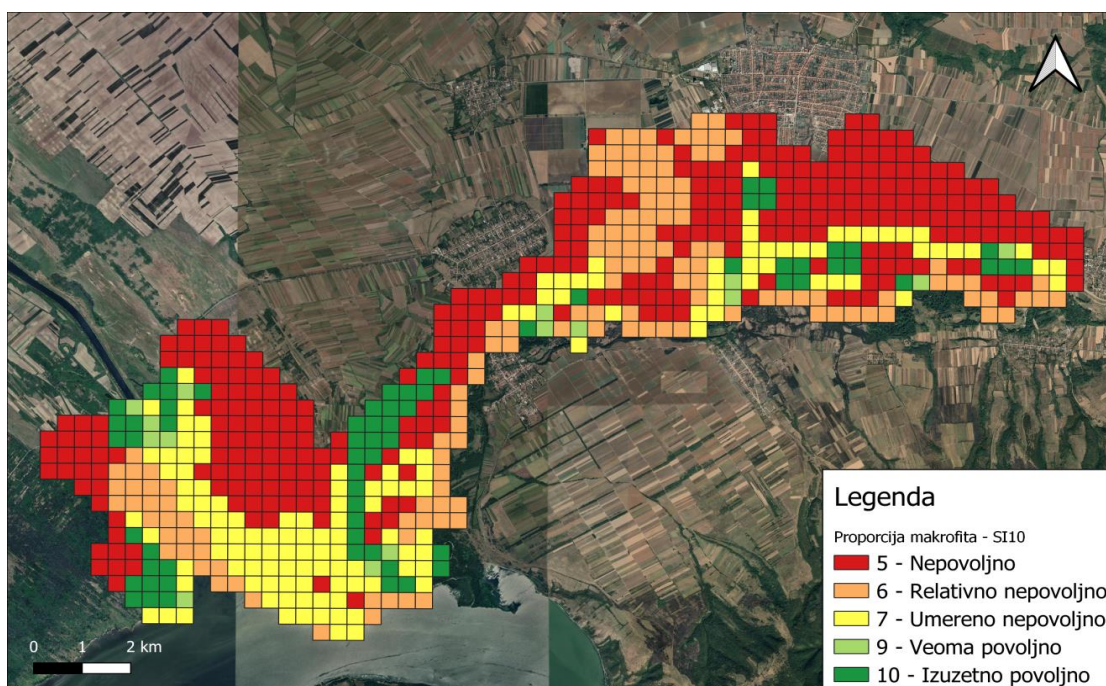 Legenda
Proporcija makrofita - SI10
5 - Nepovoljno
6 - Relativno nepovoljno
7 - Umereno nepovoljno
9 - Veoma povoljno
10 - Izuzetno povoljno
0 1 2 km